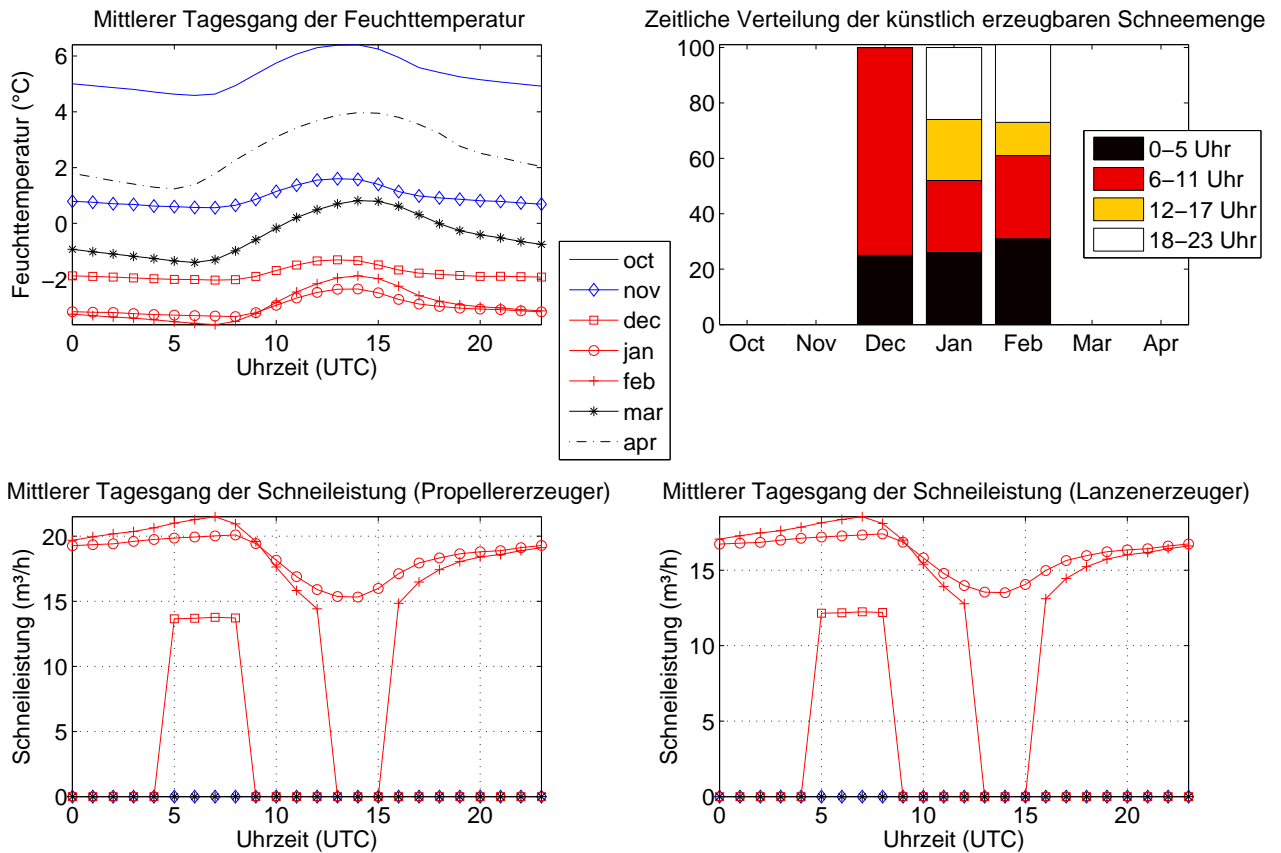 Mittlerer Tagesgang der Feuchttemperatur
Feuchttemperatur (°C)
6
4
2
0
−2
0 5 10 15 20
Uhrzeit (UTC)
oct
nov
dec
jan
feb
mar
apr
Zeitliche Verteilung der künstlich erzeugbaren Schneemenge
100
80
60
40
20
0
Oct Nov Dec Jan Feb Mar Apr
0−5 Uhr
6−11 Uhr
12−17 Uhr
18−23 Uhr
Mittlerer Tagesgang der Schneileistung (Propellererzeuger)
Schneileistung (m³/h)
20
15
10
5
0
0 5 10 15 20
Uhrzeit (UTC)
Mittlerer Tagesgang der Schneileistung (Lanzenerzeuger)
Schneileistung (m³/h)
15
10
5
0
0 5 10 15 20
Uhrzeit (UTC)